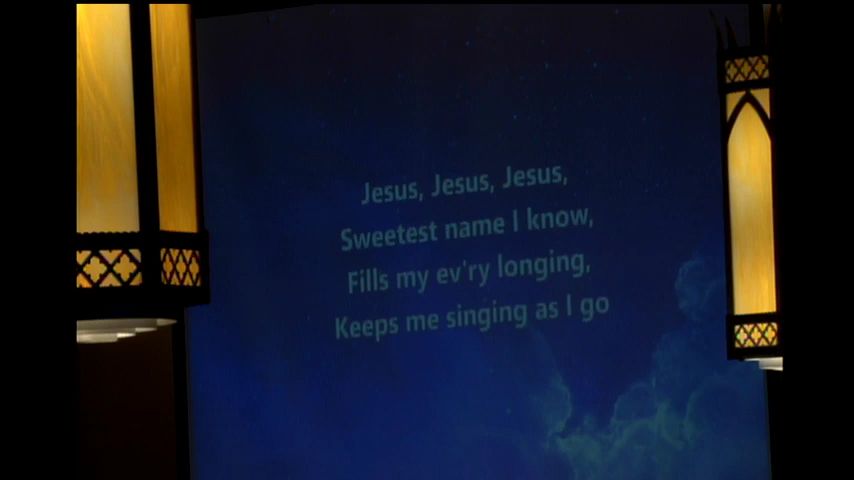 Jesus, Jesus, Jesus,
Sweetest name I know,
Fills my ev'ry longing,
Keeps me singing as I go